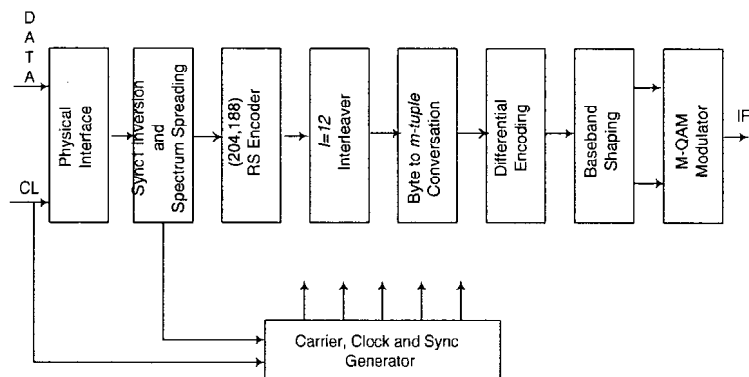 DATA
CL
Physical
Interface
Sync1 Inversion
and
Spectrum Spreading
(204,188)
RS Encoder
I=12
Interleaver
Byte to m-tuple
Conversation
Differential
Encoding
Baseband
Shaping
M-QAM
Modulator
IF
Carrier, Clock and Sync
Generator